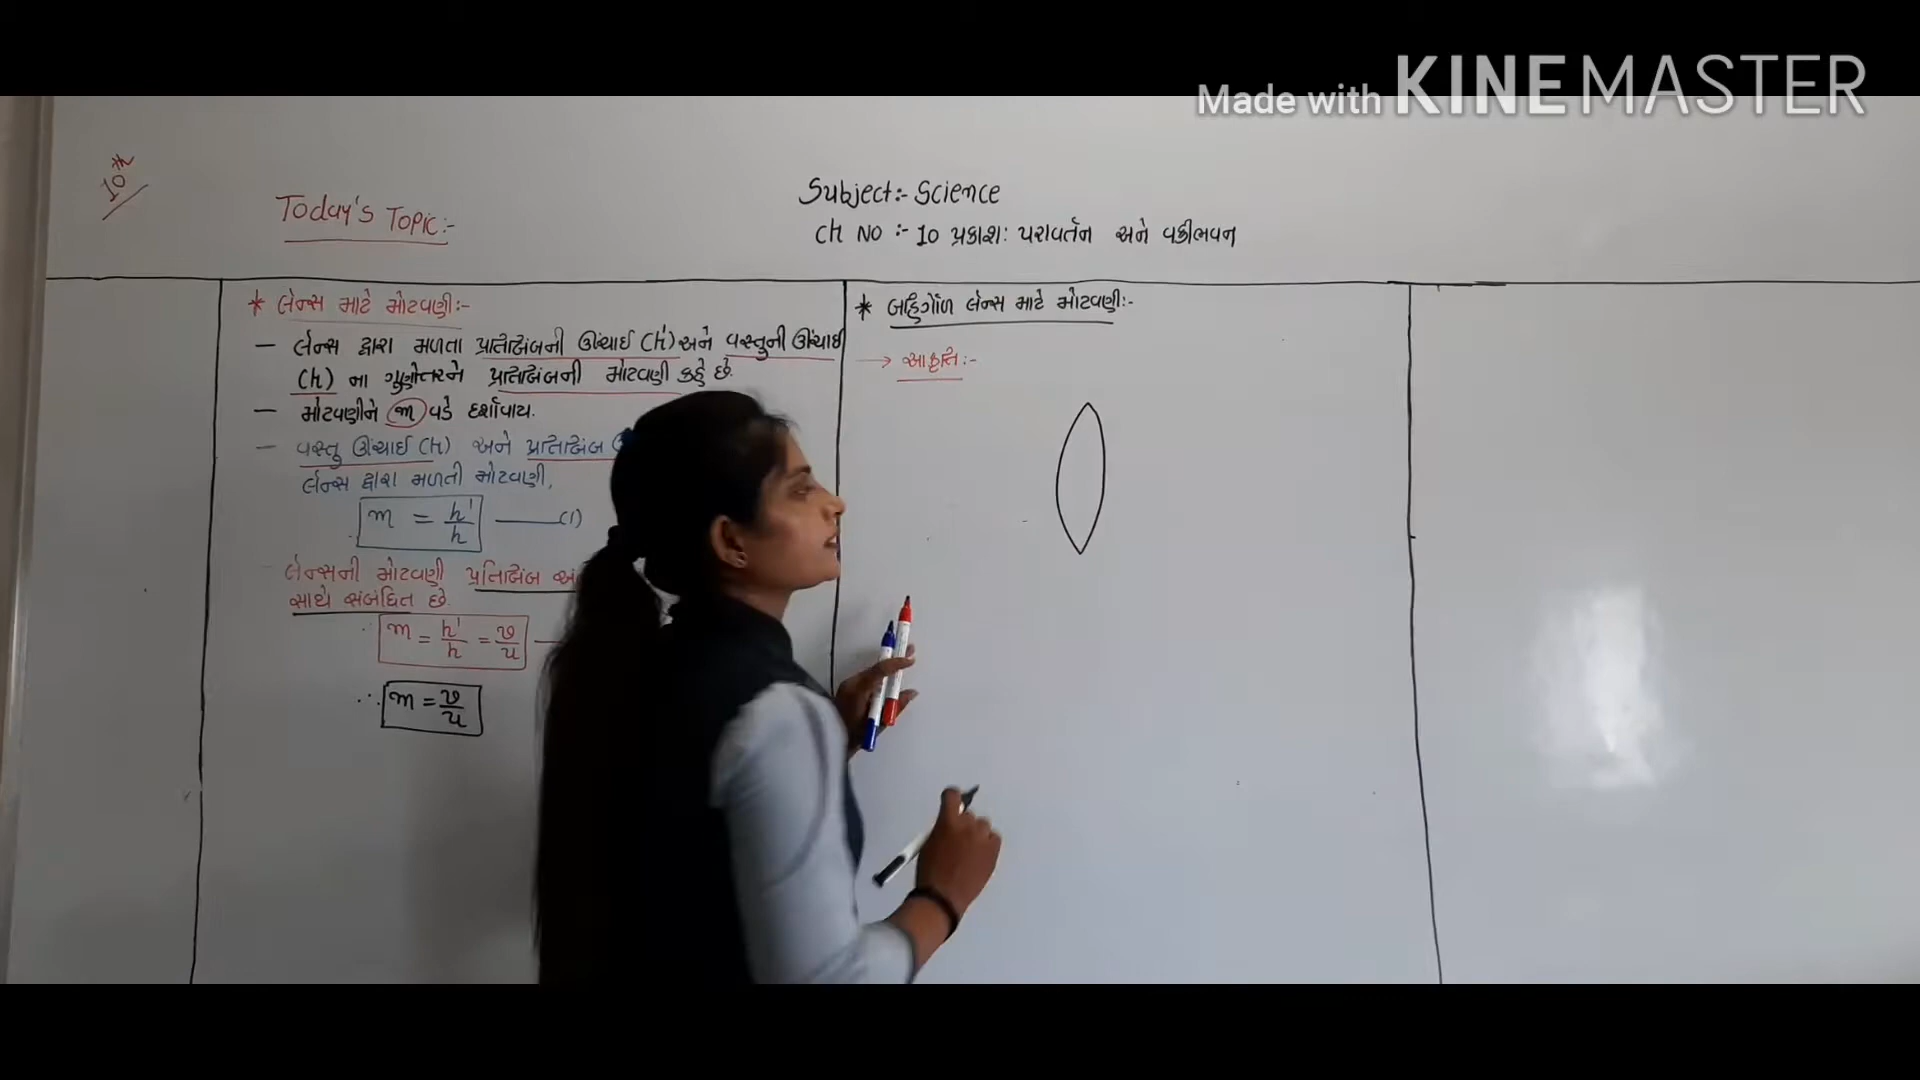 Made with KINEMASTER
10th
Today's Topic:-
Subject:- Science
Ch No :- 10 પ્રકાશ: પરાવર્તન અને વક્રીભવન
* લેન્સ માટે મોટવણી:-
– લેન્સ દ્વારા મળતા પ્રતિબિંબની ઊંચાઈ (h') અને વસ્તુની ઊંચાઈ
(h) ના ગુણોત્તરને પ્રતિબિંબની મોટવણી કહે છે.
– મોટવણીને m વડે દર્શાવાય.
– વસ્તુ ઊંચાઈ (h) અને પ્રતિબિંબ
લેન્સ દ્વારા મળતી મોટવણી,
m = h'/h ——(1)
લેન્સની મોટવણી પ્રતિબિંબ
સાથે સંબંધિત છે.
∴ m = h'/h = v/u —
∴ m = v/u
* બહિર્ગોળ લેન્સ માટે મોટવણી:-
→ આકૃતિ:-